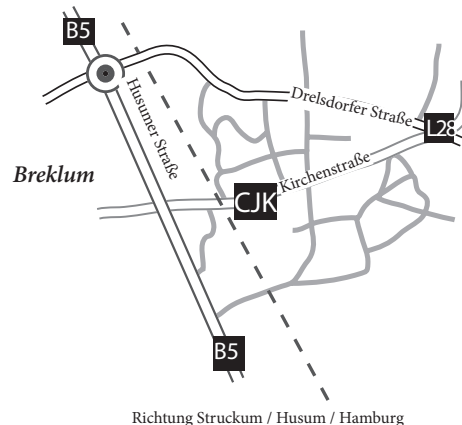 B5
Husumer Straße
Drelsdorfer Straße
L28
Kirchenstraße
Breklum
CJK
B5
Richtung Struckum / Husum / Hamburg